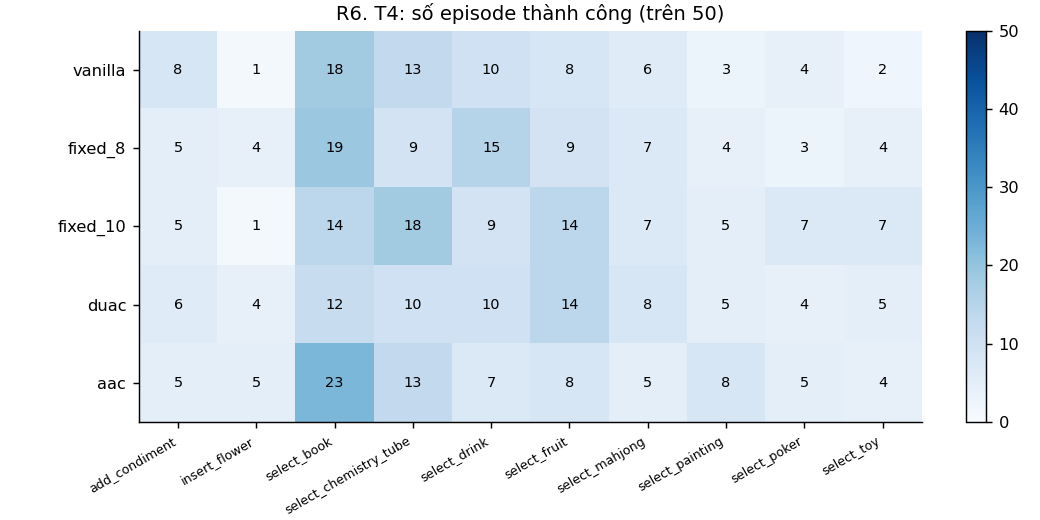 R6. T4: số episode thành công (trên 50)
vanilla 8 1 18 13 10 8 6 3 4 2
fixed_8 5 4 19 9 15 9 7 4 3 4
fixed_10 5 1 14 18 9 14 7 5 7 7
duac 6 4 12 10 10 14 8 5 4 5
aac 5 5 23 13 7 8 5 8 5 4
add_condiment insert_flower select_book select_chemistry_tube select_drink select_fruit select_mahjong select_painting select_poker select_toy
50
40
30
20
10
0